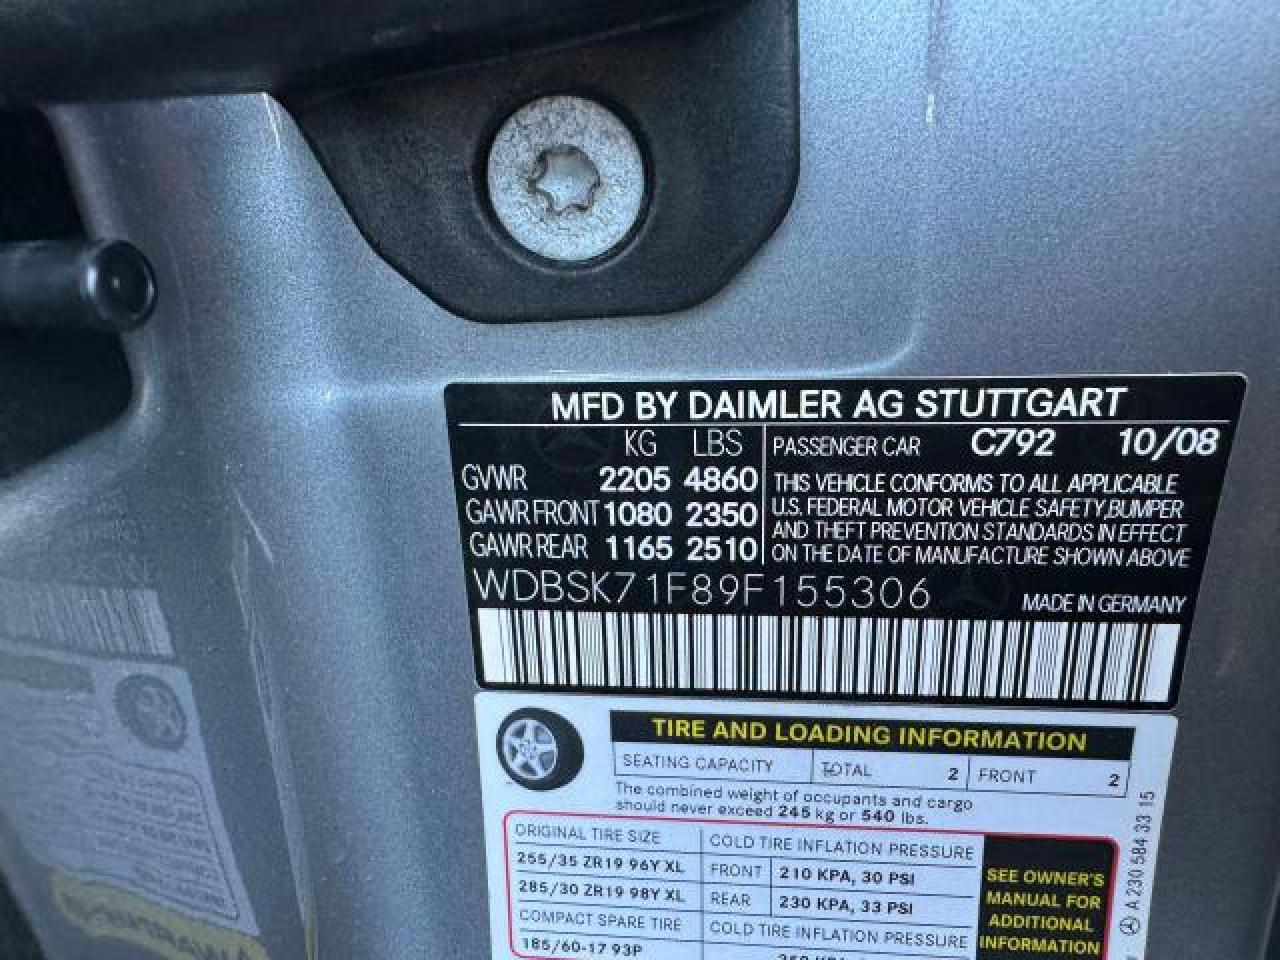 MFD BY DAIMLER AG STUTTGART
KG LBS
GVWR 2205 4860
GAWR FRONT 1080 2350
GAWR REAR 1165 2510
PASSENGER CAR C792 10/08
THIS VEHICLE CONFORMS TO ALL APPLICABLE
U.S. FEDERAL MOTOR VEHICLE SAFETY,BUMPER
AND THEFT PREVENTION STANDARDS IN EFFECT
ON THE DATE OF MANUFACTURE SHOWN ABOVE
WDBSK71F89F155306
MADE IN GERMANY
TIRE AND LOADING INFORMATION
SEATING CAPACITY TOTAL 2 FRONT 2
The combined weight of occupants and cargo
should never exceed 245 kg or 540 lbs.
ORIGINAL TIRE SIZE
255/35 ZR19 96Y XL
285/30 ZR19 98Y XL
COMPACT SPARE TIRE
185/60-17 93P
COLD TIRE INFLATION PRESSURE
FRONT 210 KPA, 30 PSI
REAR 230 KPA, 33 PSI
COLD TIRE INFLATION PRESSURE
SEE OWNER'S
MANUAL FOR
ADDITIONAL
INFORMATION
A 230 584 33 15